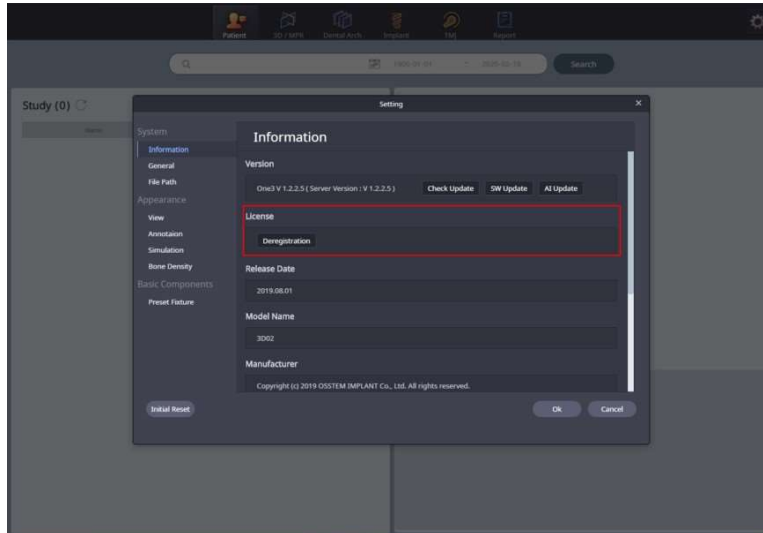 Patient
3D / MPR
Dental Arch
Implant
TMJ
Report
Search
Study (0)
Setting
System
Information
General
File Path
Appearance
View
Annotaion
Simulation
Bone Density
Basic Components
Preset Fixture
Initial Reset
Information
Version
One3 V 1.2.2.5 ( Server Version : V 1.2.2.5 )
Check Update
SW Update
AI Update
License
Deregistration
Release Date
2019.08.01
Model Name
3D02
Manufacturer
Copyright (c) 2019 OSSTEM IMPLANT Co., Ltd. All rights reserved.
Ok
Cancel